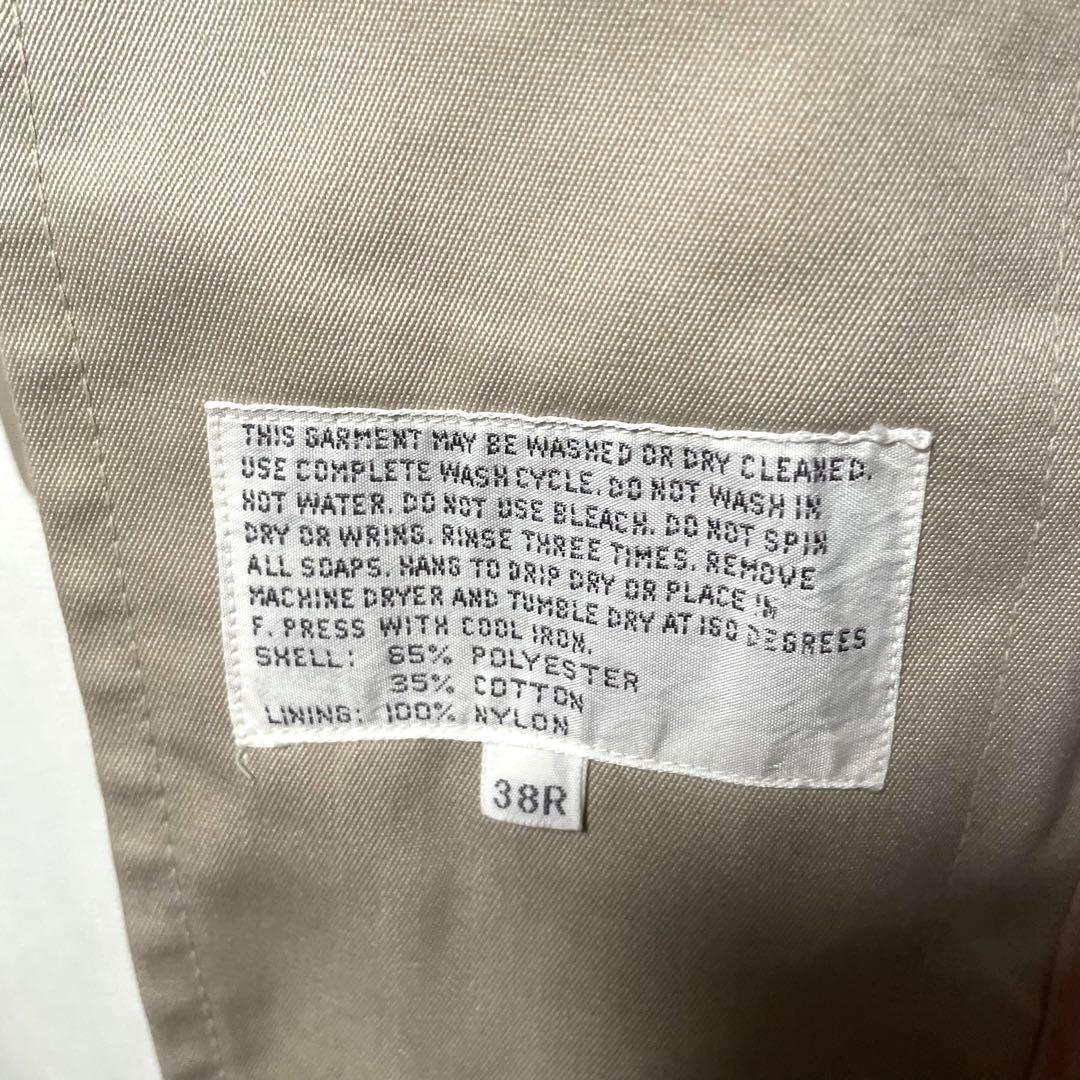 THIS GARMENT MAY BE WASHED OR DRY CLEANED.
USE COMPLETE WASH CYCLE. DO NOT WASH IN
HOT WATER. DO NOT USE BLEACH. DO NOT SPIN
DRY OR WRING. RINSE THREE TIMES. REMOVE
ALL SOAPS. HANG TO DRIP DRY OR PLACE IN
MACHINE DRYER AND TUMBLE DRY AT 160 DEGREES
F. PRESS WITH COOL IRON.
SHELL: 65% POLYESTER
35% COTTON
LINING: 100% NYLON
38R